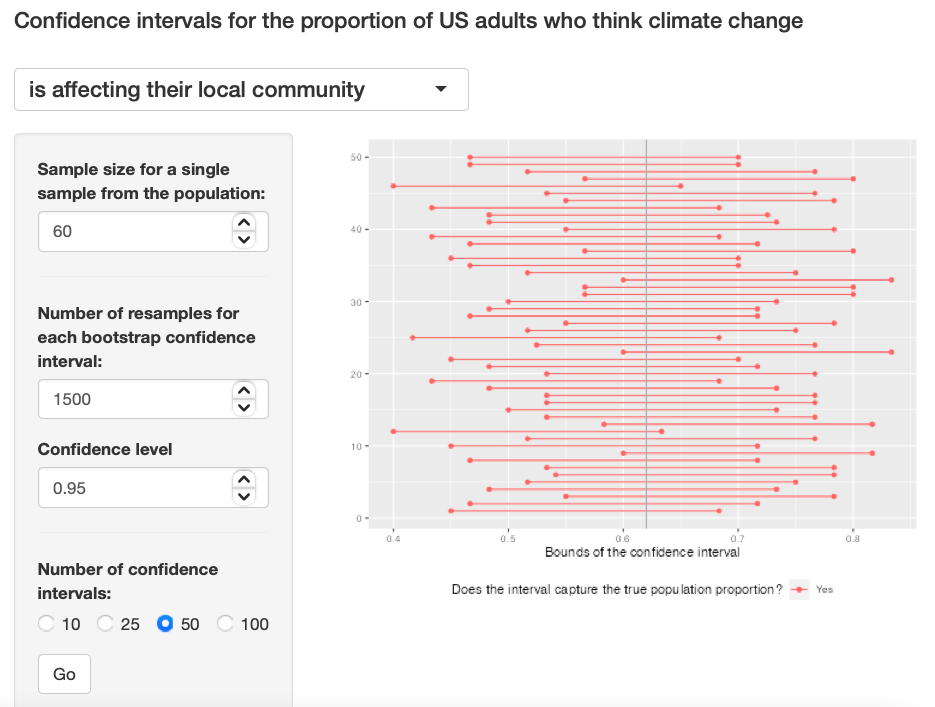 Confidence intervals for the proportion of US adults who think climate change
is affecting their local community
Sample size for a single
sample from the population:
60
Number of resamples for
each bootstrap confidence
interval:
1500
Confidence level
0.95
Number of confidence
intervals:
10 25 50 100
Go
50
40
30
20
10
0
0.4 0.5 0.6 0.7 0.8
Bounds of the confidence interval
Does the interval capture the true population proportion? Yes